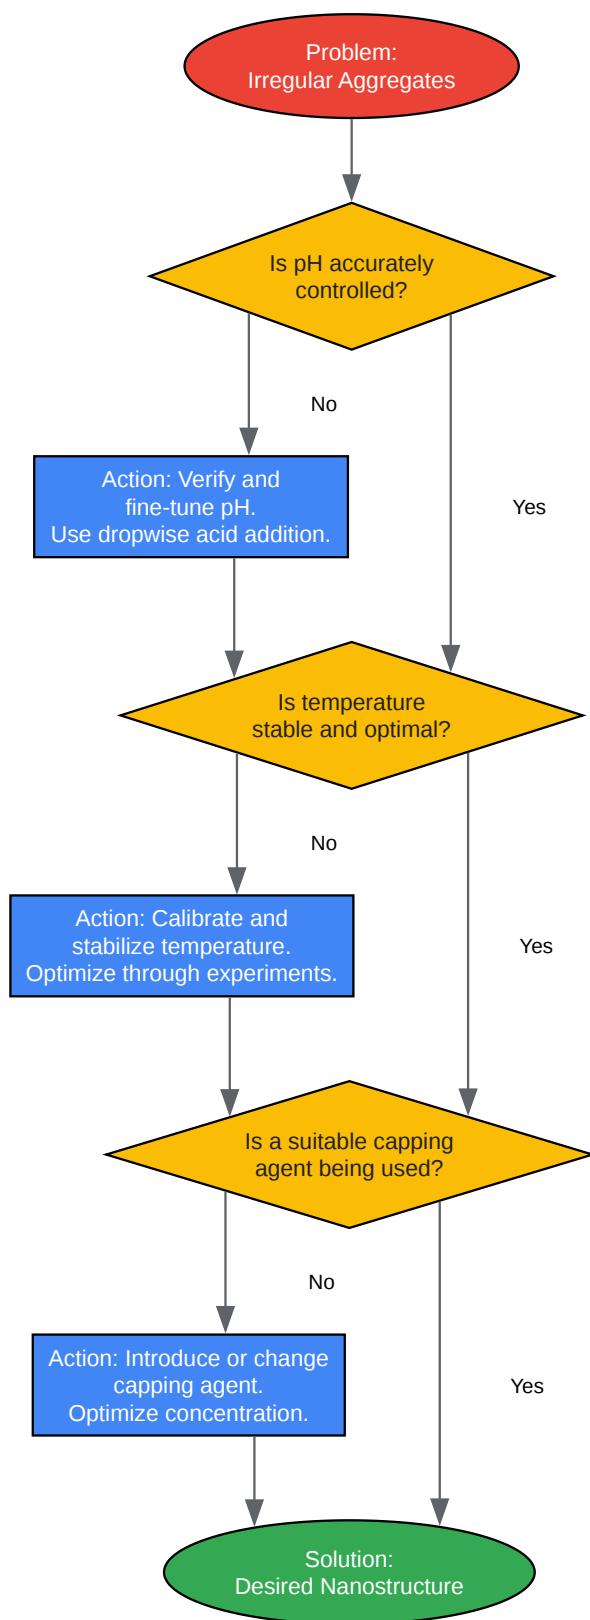 Problem:
Irregular Aggregates
Is pH accurately
controlled?
No
Action: Verify and
fine-tune pH.
Use dropwise acid addition.
Yes
Is temperature
stable and optimal?
No
Action: Calibrate and
stabilize temperature.
Optimize through experiments.
Yes
Is a suitable capping
agent being used?
No
Action: Introduce or change
capping agent.
Optimize concentration.
Yes
Solution:
Desired Nanostructure